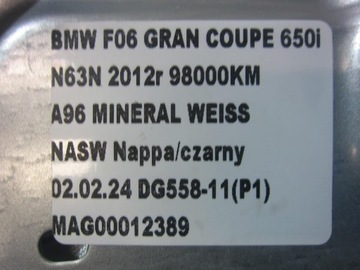 BMW F06 GRAN COUPE 650i
N63N 2012r 98000KM
A96 MINERAL WEISS
NASW Nappa/czarny
02.02.24 DG558-11(P1)
MAG00012389